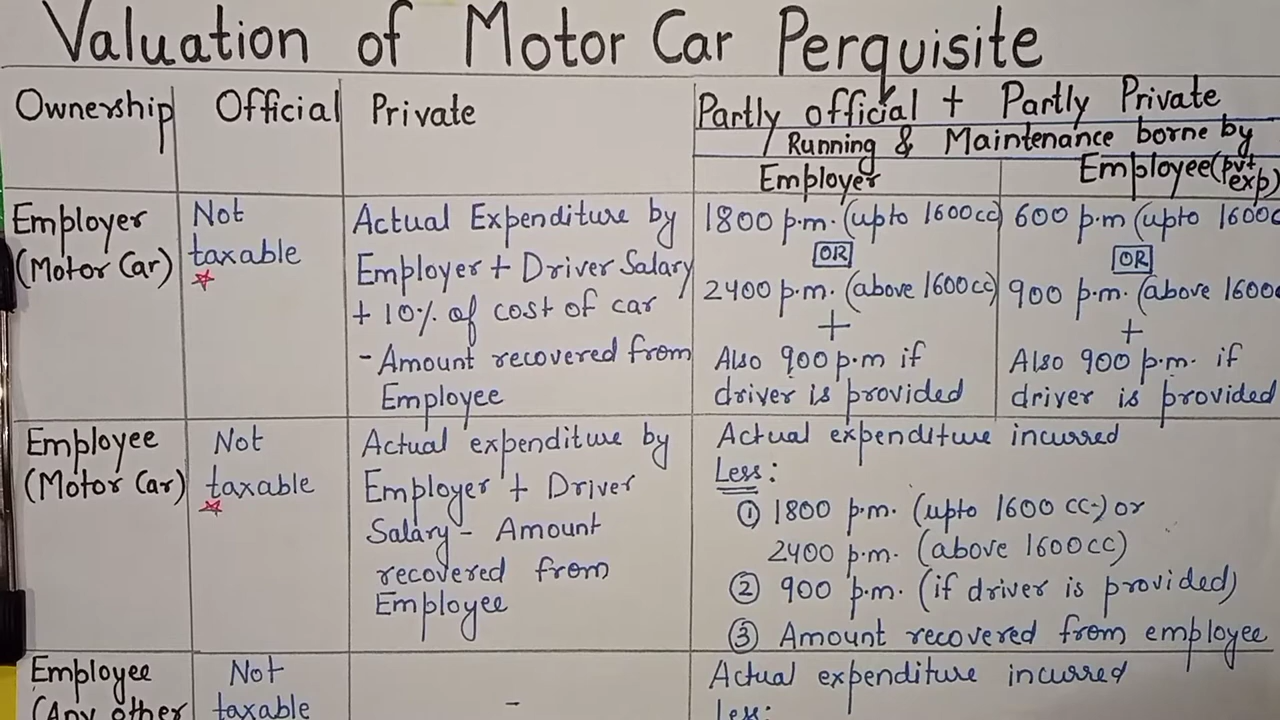 Valuation of Motor Car Perquisite
Ownership
Official
Private
Partly official + Partly Private
Running & Maintenance borne by
Employer
Employee (pvt exp)
Employer
(Motor Car)
Not
taxable
Actual Expenditure by
Employer + Driver Salary
+ 10% of cost of car
- Amount recovered from
Employee
1800 p.m. (upto 1600cc)
OR
2400 p.m. (above 1600cc)
+
Also 900 p.m if
driver is provided
600 p.m (upto 1600c
OR
900 p.m. (above 1600c
+
Also 900 p.m. if
driver is provided
Employee
(Motor Car)
Not
taxable
Actual expenditure by
Employer + Driver
Salary - Amount
recovered from
Employee
Actual expenditure incurred
Less:
① 1800 p.m. (upto 1600 cc) or
2400 p.m. (above 1600cc)
② 900 p.m. (if driver is provided)
③ Amount recovered from employee
Employee
(Any other
Not
taxable
-
Actual expenditure incurred
Less: